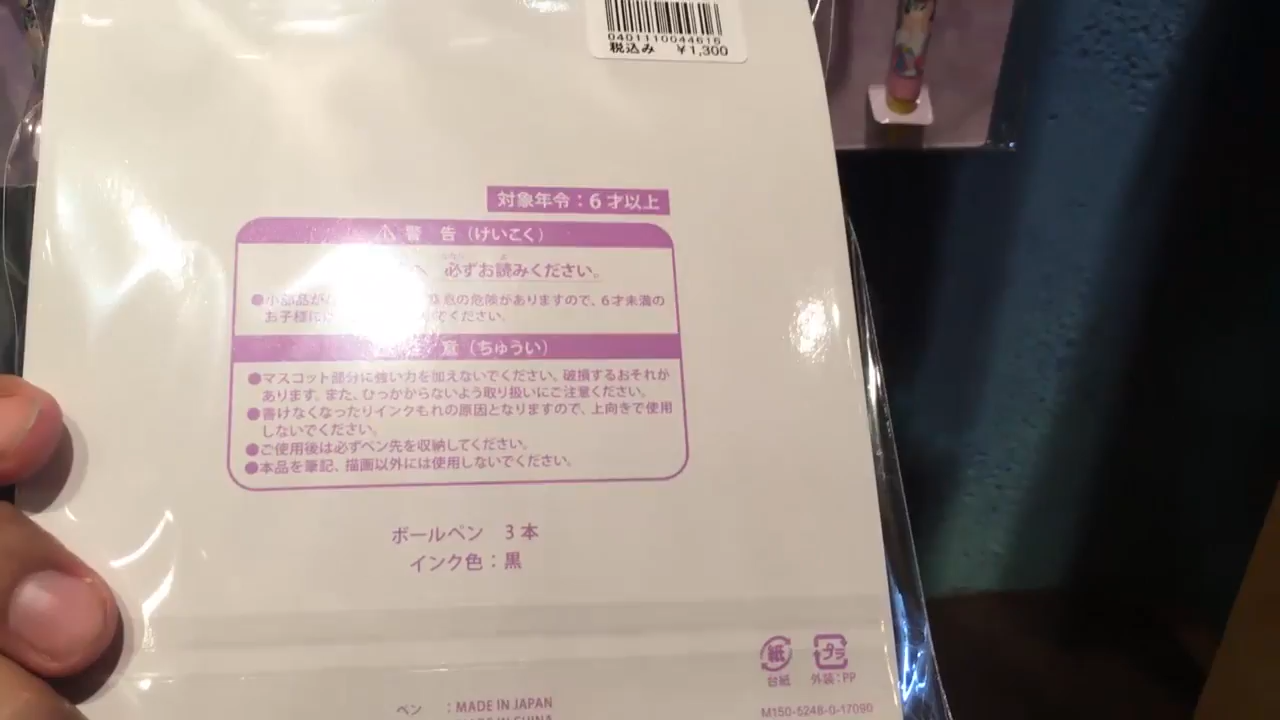 0401110044616
税込み ¥1,300
対象年令：6才以上
警 告（けいこく）
必ずお読みください。
●小部品が の危険がありますので、6才未満の
お子様に でください。
意（ちゅうい）
●マスコット部分に強い力を加えないでください。破損するおそれが
あります。また、ひっかからないよう取り扱いにご注意ください。
●書けなくなったりインクもれの原因となりますので、上向きで使用
しないでください。
●ご使用後は必ずペン先を収納してください。
●本品を筆記、描画以外には使用しないでください。
ボールペン 3本
インク色：黒
紙 プラ
台紙 外装：PP
ペン ：MADE IN JAPAN
M150-5248-0-17090